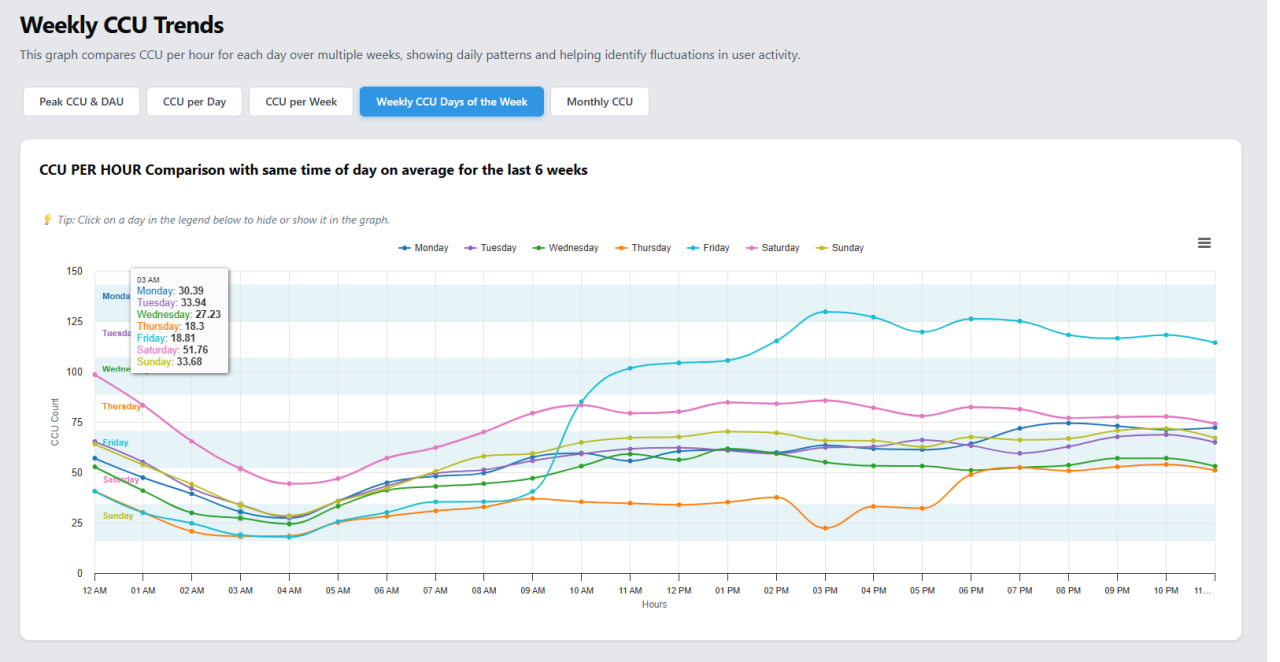 Weekly CCU Trends
This graph compares CCU per hour for each day over multiple weeks, showing daily patterns and helping identify fluctuations in user activity.
Peak CCU & DAU
CCU per Day
CCU per Week
Weekly CCU Days of the Week
Monthly CCU
CCU PER HOUR Comparison with same time of day on average for the last 6 weeks
💡 Tip: Click on a day in the legend below to hide or show it in the graph.
Monday Tuesday Wednesday Thursday Friday Saturday Sunday
150
125
100
75
50
25
0
CCU Count
Monda
Tuesda
Wednes
Thursday
Friday
Saturday
Sunday
03 AM
Monday: 30.39
Tuesday: 33.94
Wednesday: 27.23
Thursday: 18.3
Friday: 18.81
Saturday: 51.76
Sunday: 33.68
12 AM 01 AM 02 AM 03 AM 04 AM 05 AM 06 AM 07 AM 08 AM 09 AM 10 AM 11 AM 12 PM 01 PM 02 PM 03 PM 04 PM 05 PM 06 PM 07 PM 08 PM 09 PM 10 PM 11...
Hours